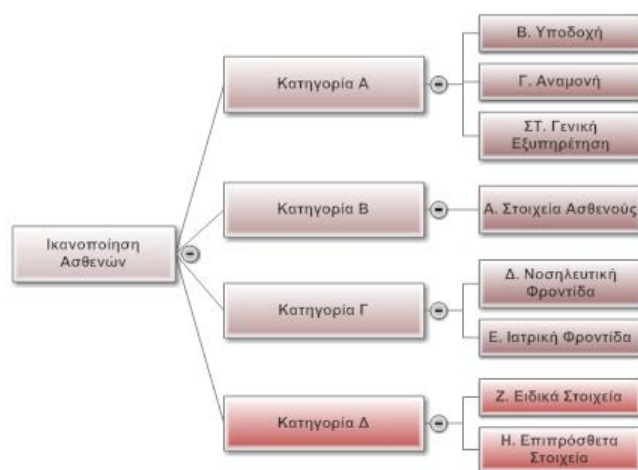 Ικανοποίηση
Ασθενών
Κατηγορία Α
Β. Υποδοχή
Γ. Αναμονή
ΣΤ. Γενική
Εξυπηρέτηση
Κατηγορία Β
Α. Στοιχεία Ασθενούς
Κατηγορία Γ
Δ. Νοσηλευτική
Φροντίδα
Ε. Ιατρική Φροντίδα
Κατηγορία Δ
Ζ. Ειδικά Στοιχεία
Η. Επιπρόσθετα
Στοιχεία